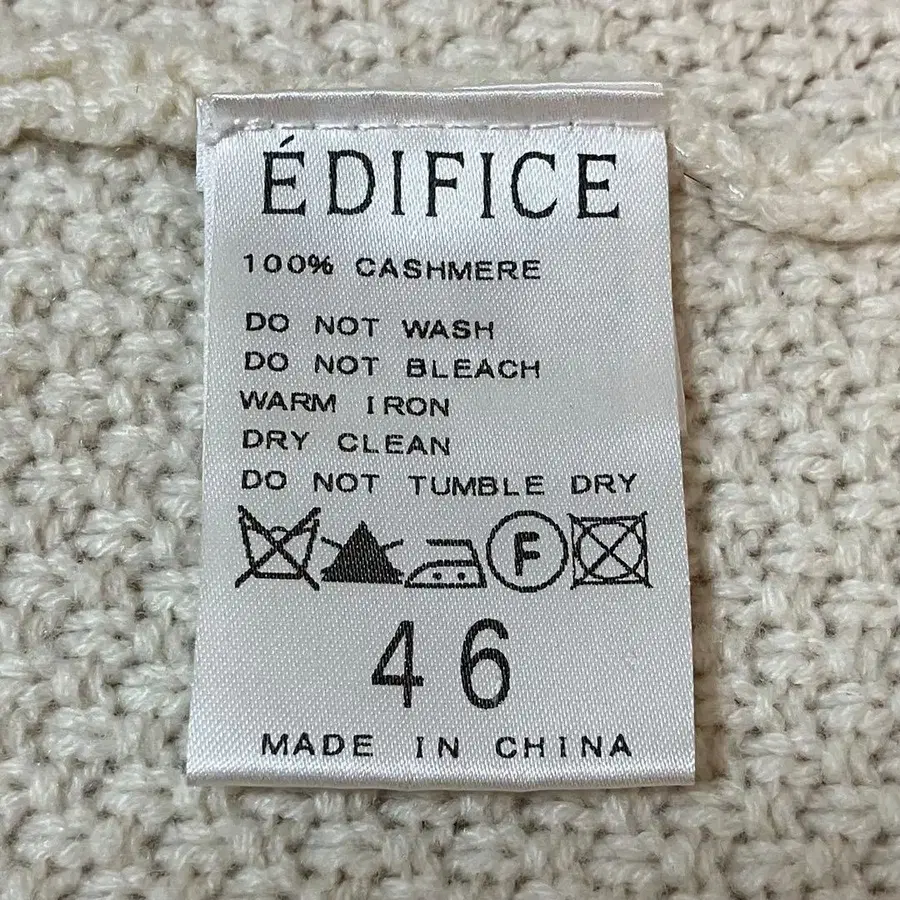 ÉDIFICE
100% CASHMERE
DO NOT WASH
DO NOT BLEACH
WARM IRON
DRY CLEAN
DO NOT TUMBLE DRY
F
46
MADE IN CHINA